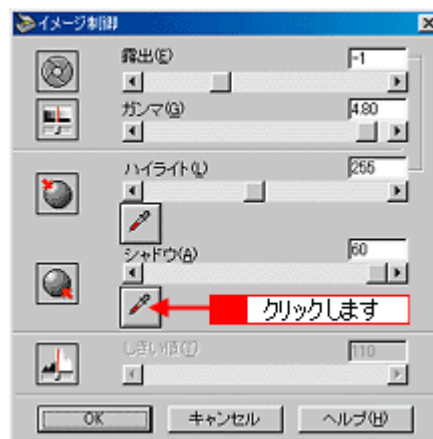 イメージ制御
露出(E)
-1
ガンマ(G)
4.80
ハイライト(L)
255
シャドウ(A)
60
クリックします
しきい値(T)
110
OK キャンセル ヘルプ(H)